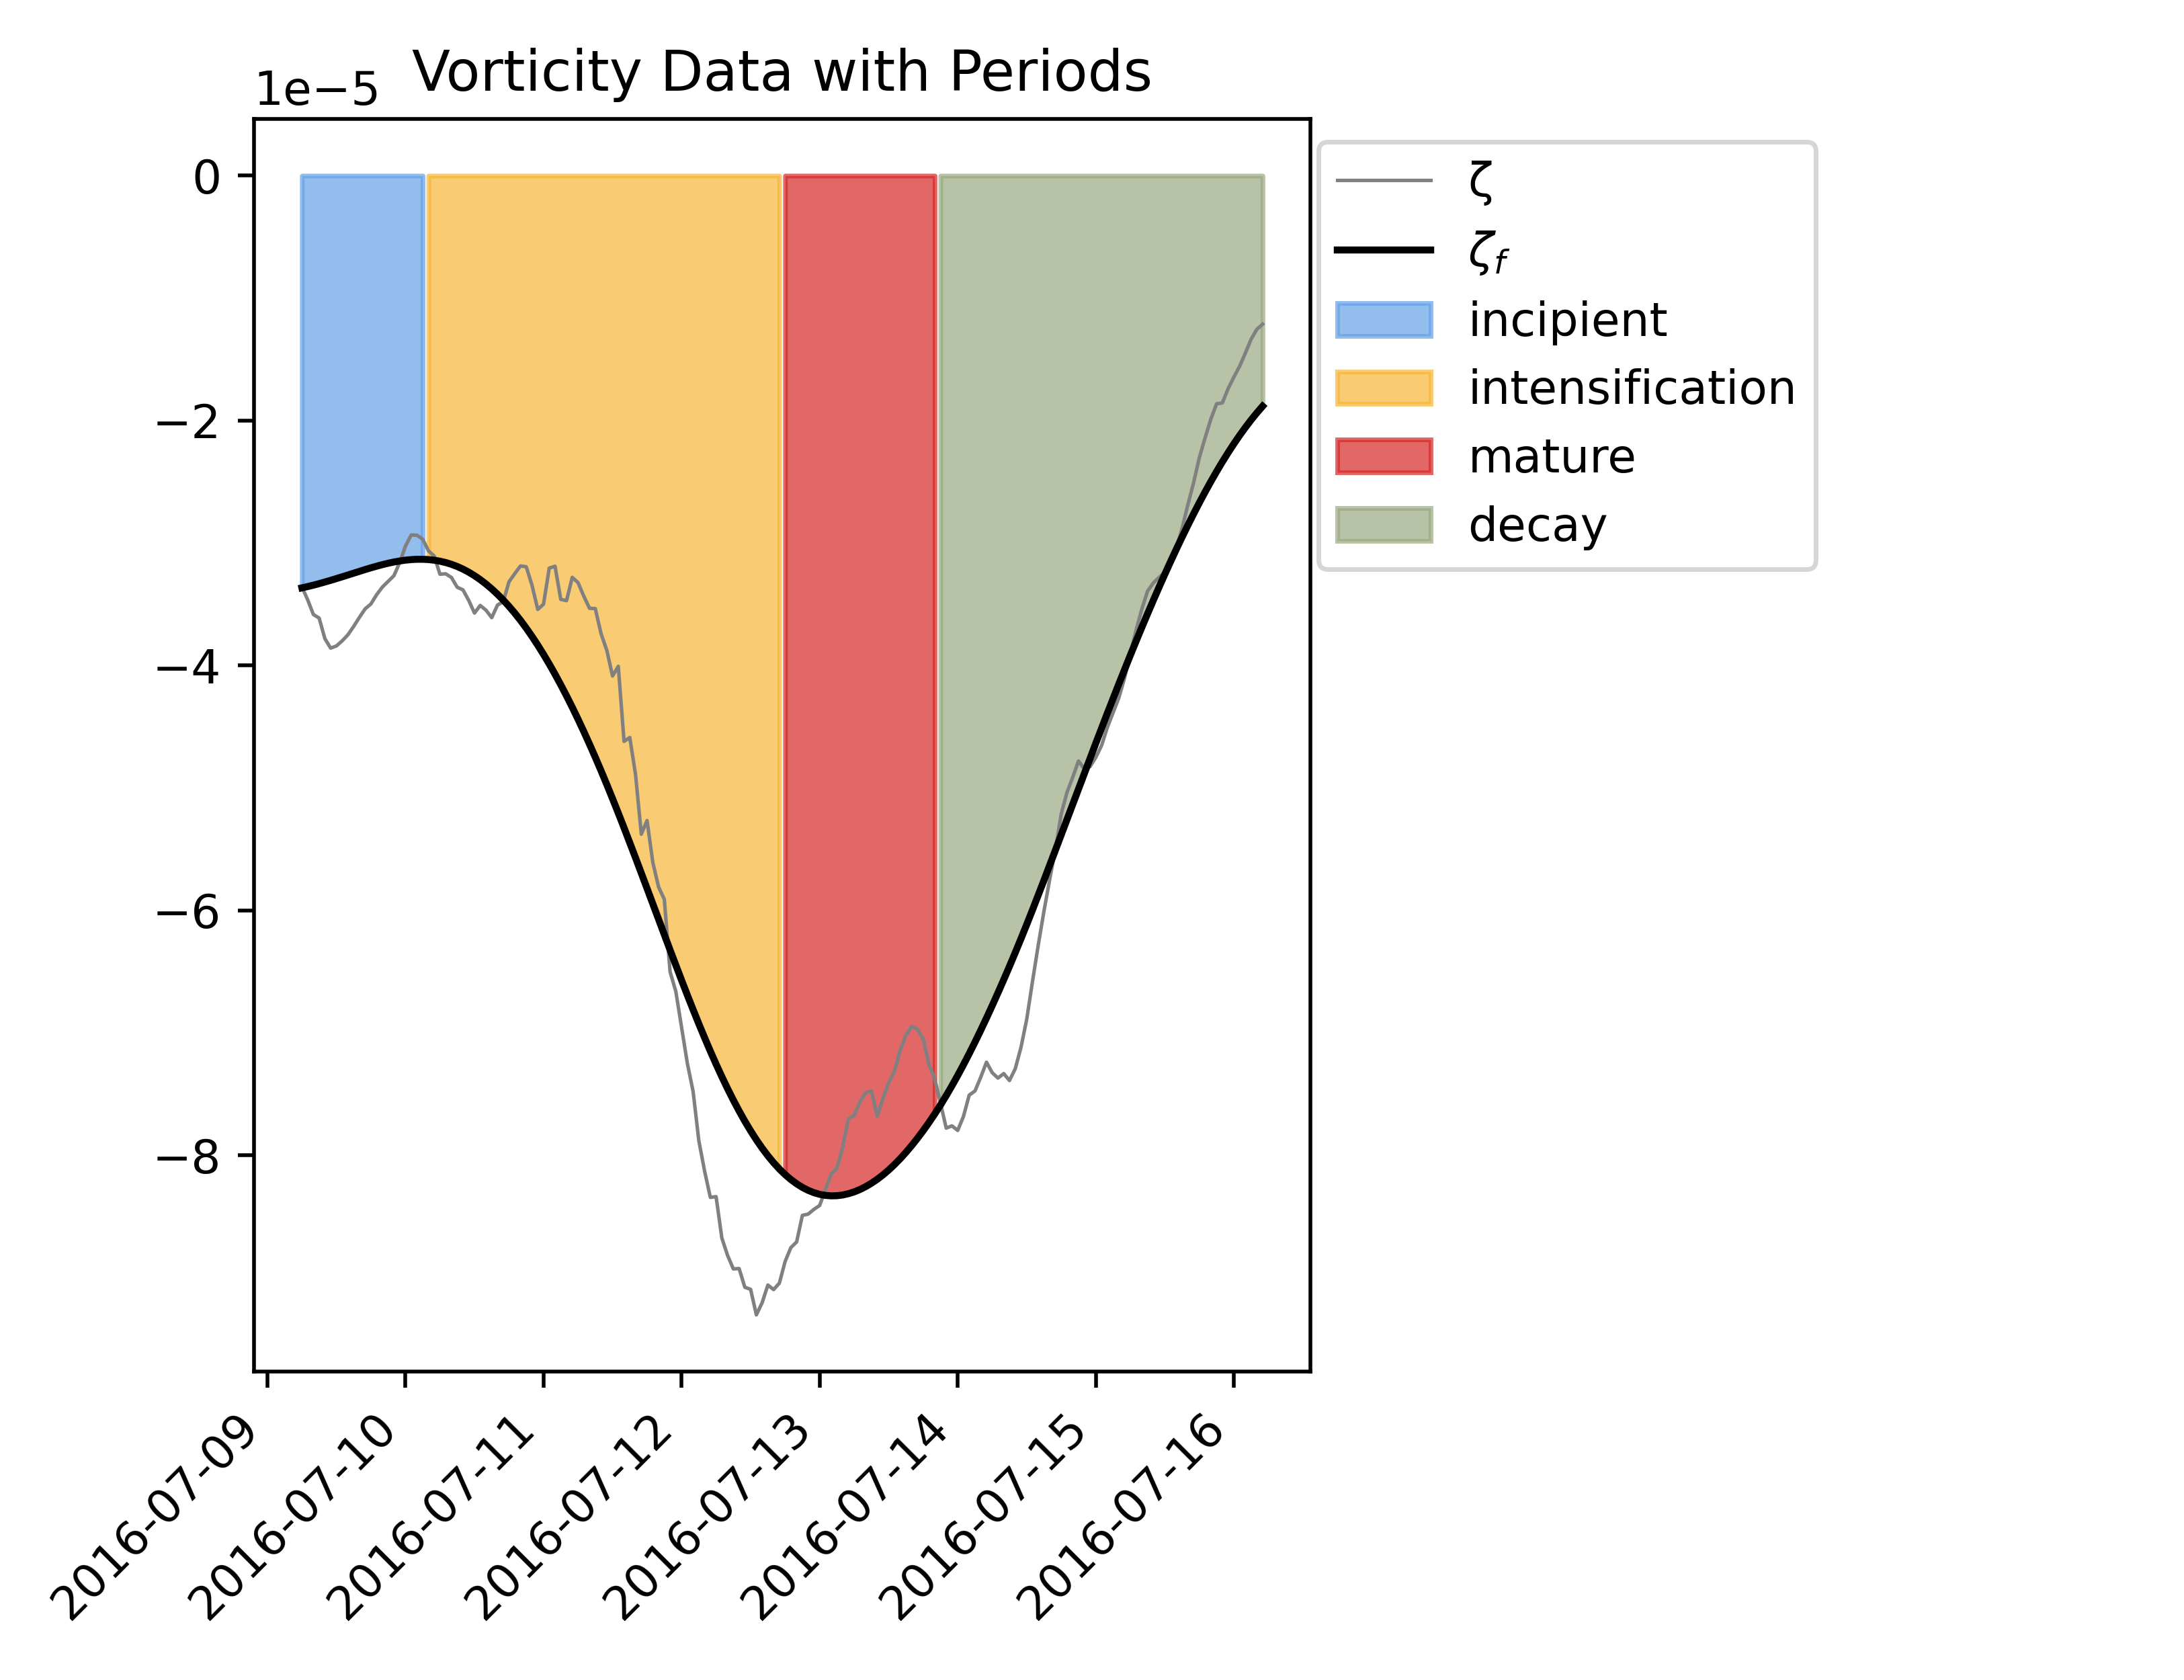 Vorticity Data with Periods
1e−5
0
−2
−4
−6
−8
2016-07-09
2016-07-10
2016-07-11
2016-07-12
2016-07-13
2016-07-14
2016-07-15
2016-07-16
ζ
ζf
incipient
intensification
mature
decay